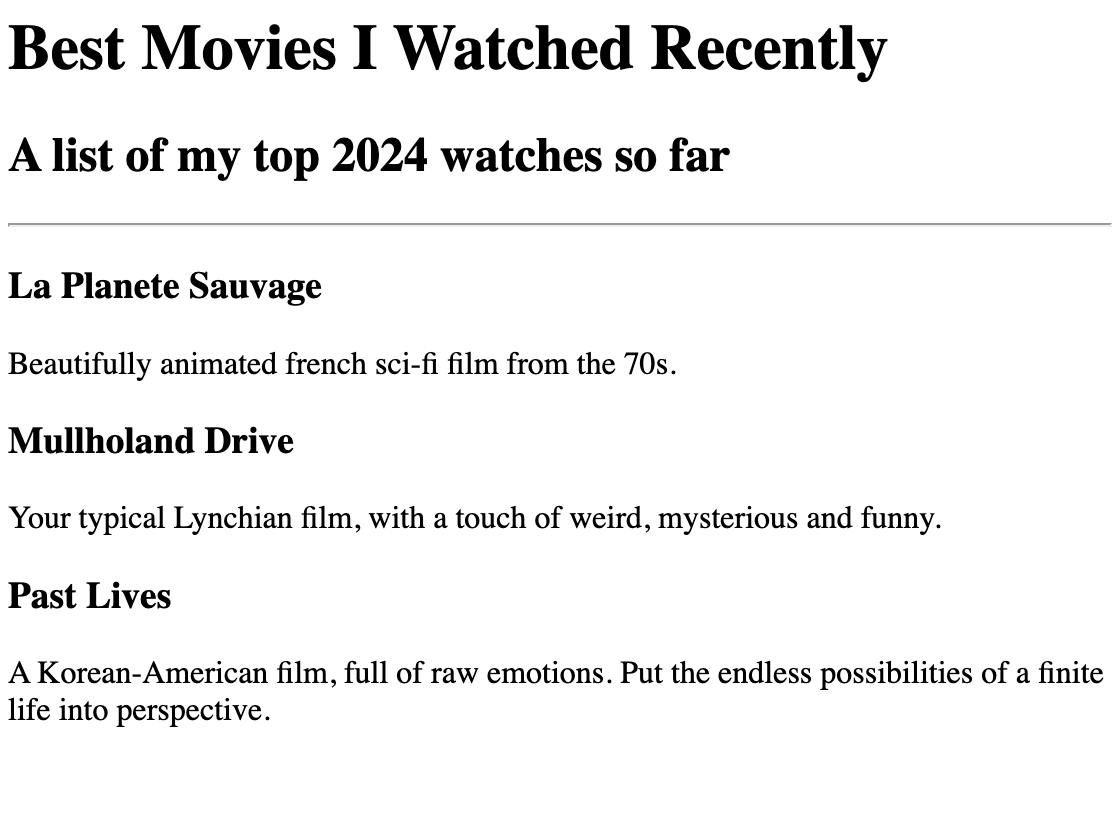 Best Movies I Watched Recently
A list of my top 2024 watches so far
La Planete Sauvage
Beautifully animated french sci-fi film from the 70s.
Mullholand Drive
Your typical Lynchian film, with a touch of weird, mysterious and funny.
Past Lives
A Korean-American film, full of raw emotions. Put the endless possibilities of a finite
life into perspective.